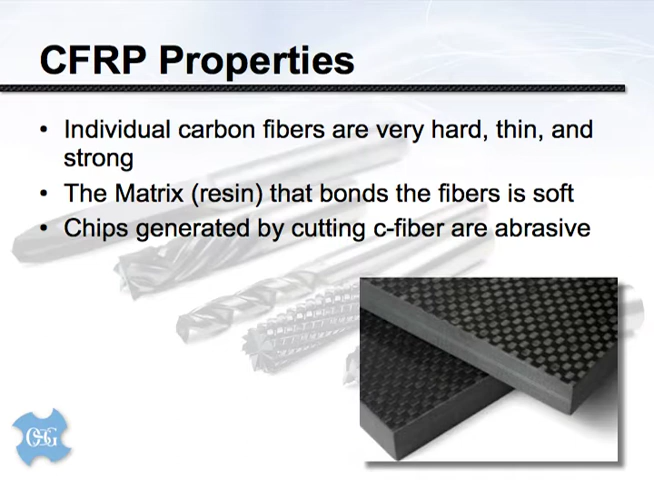 CFRP Properties
• Individual carbon fibers are very hard, thin, and
strong
• The Matrix (resin) that bonds the fibers is soft
• Chips generated by cutting c-fiber are abrasive
OSG